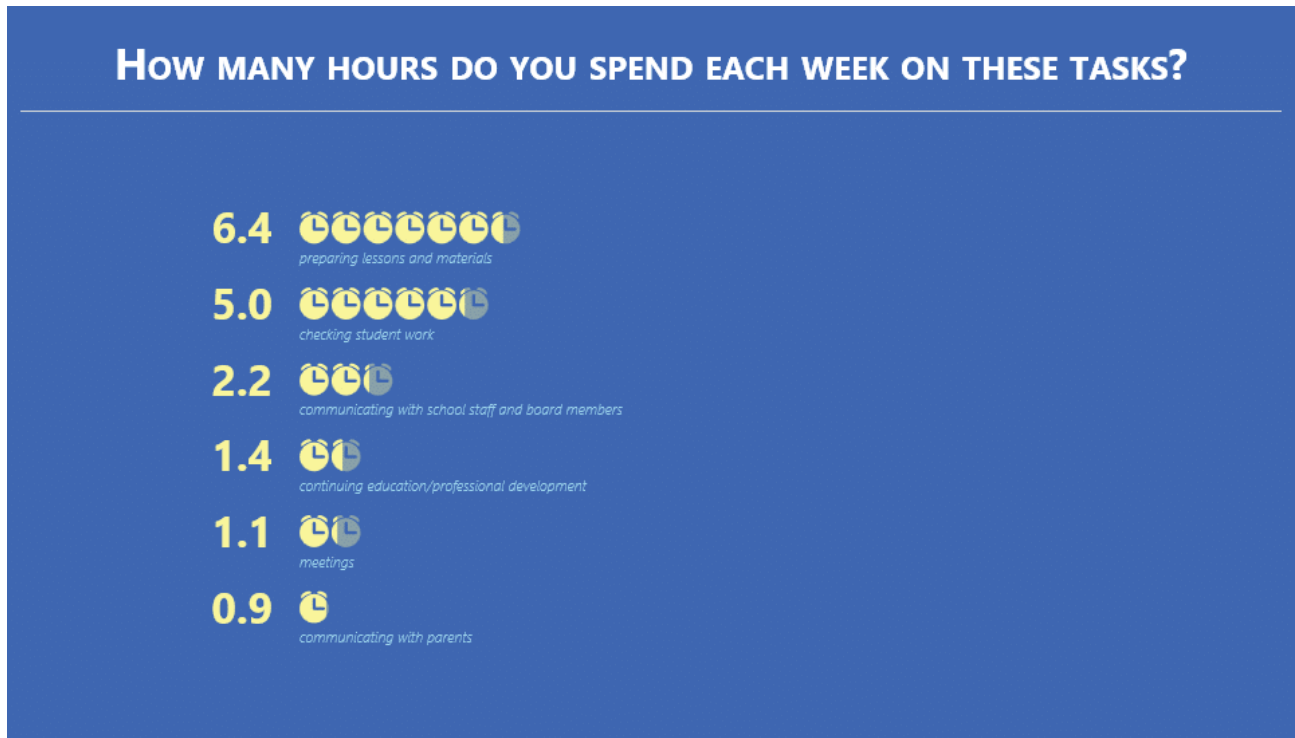 How many hours do you spend each week on these tasks?
6.4
preparing lessons and materials
5.0
checking student work
2.2
communicating with school staff and board members
1.4
continuing education/professional development
1.1
meetings
0.9
communicating with parents